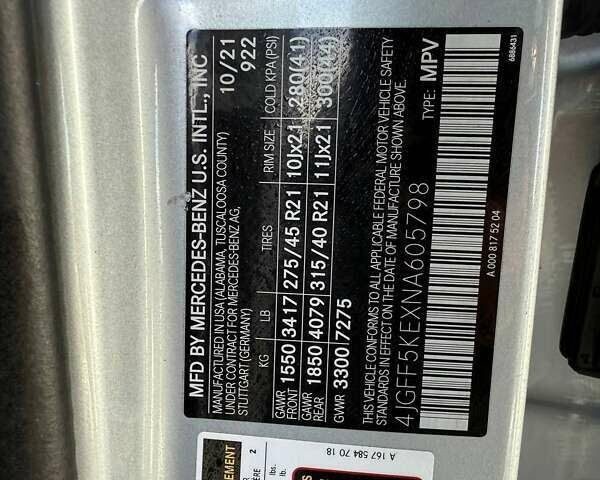 MFD BY MERCEDES-BENZ U.S. INTL., INC
IN USA (ALABAMA, TUSCALOOSA COUNTY) 10/21
UNDER CONTRACT FOR MERCEDES-BENZ AG, 922
STUTTGART (GERMANY)
KG LB TIRES RIM SIZE COLD KPA(PSI)
GAWR FRONT 1550 3417 275/45 R21 10Jx21 280(41)
GAWR REAR 1850 4079 315/40 R21 11Jx21 300(44)
GVWR 3300 7275
THIS VEHICLE CONFORMS TO ALL APPLICABLE FEDERAL MOTOR VEHICLE SAFETY
STANDARDS IN EFFECT ON THE DATE OF MANUFACTURE SHOWN ABOVE.
4JGFF5KEXNA605798 TYPE: MPV
A 000 817 52 04
6886431
A 167 584 70 18
EMENT
2
lbs.
lb.